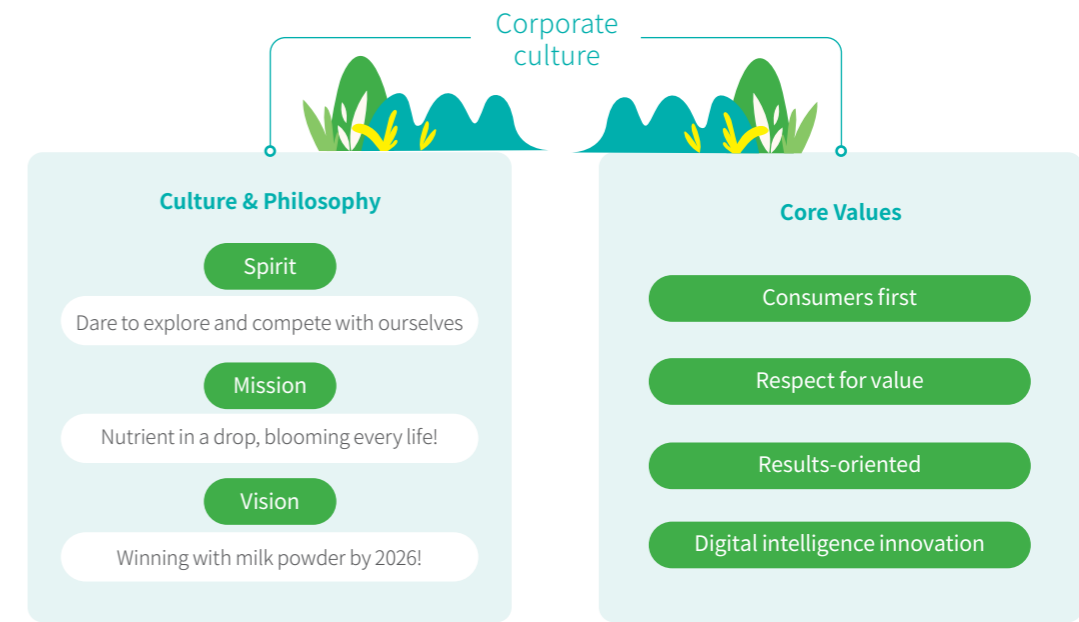 Corporate
culture
Culture & Philosophy
Spirit
Dare to explore and compete with ourselves
Mission
Nutrient in a drop, blooming every life!
Vision
Winning with milk powder by 2026!
Core Values
Consumers first
Respect for value
Results-oriented
Digital intelligence innovation